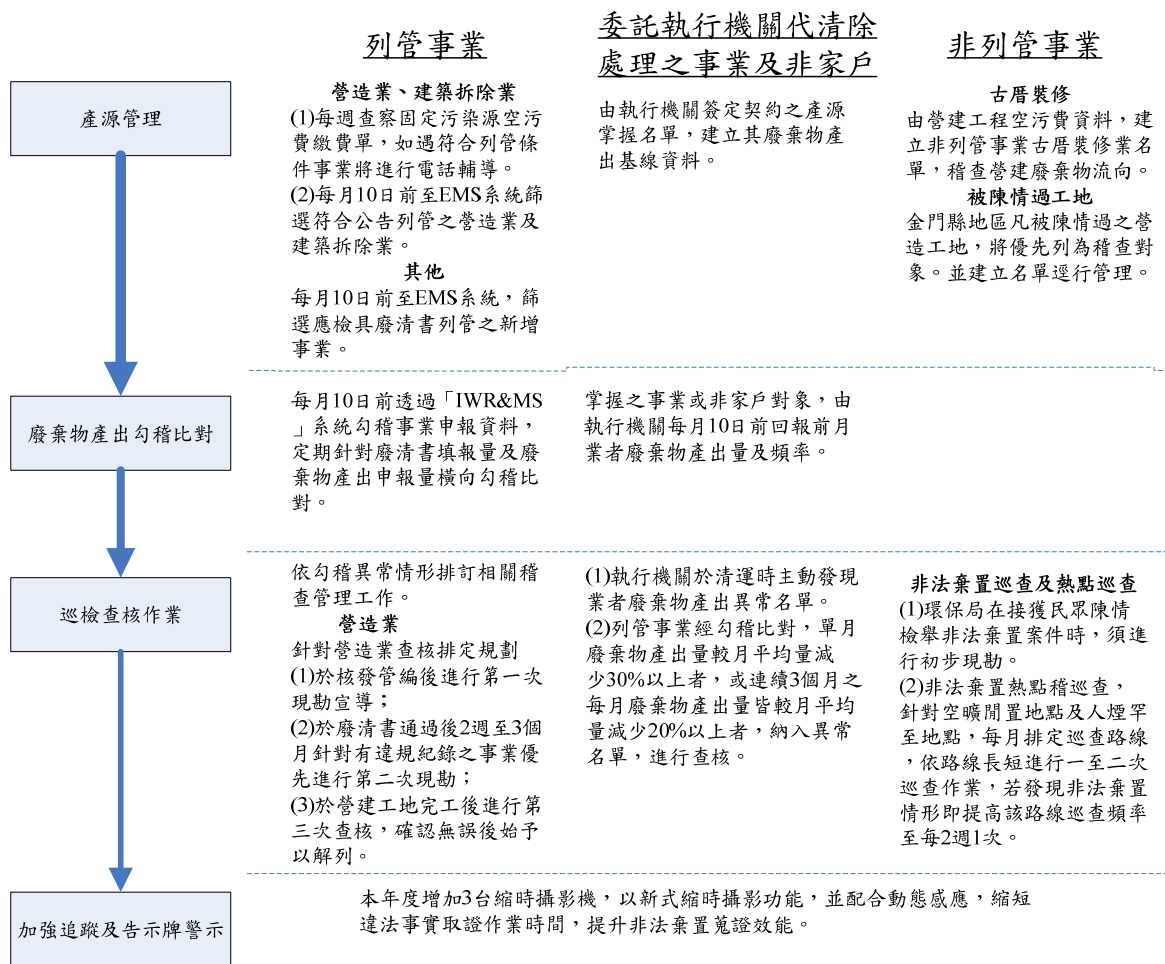 列管事業
委託執行機關代清除
處理之事業及非家戶
非列管事業
產源管理
營造業、建築拆除業
(1)每週查察固定污染源空污
費繳費單，如遇符合列管條
件事業將進行電話輔導。
(2)每月10日前至EMS系統篩
選符合公告列管之營造業及
建築拆除業。
其他
每月10日前至EMS系統，篩
選應檢具廢清書列管之新增
事業。
由執行機關簽定契約之產源
掌握名單，建立其廢棄物產
出基線資料。
古厝裝修
由營建工程空污費資料，建
立非列管事業古厝裝修業名
單，稽查營建廢棄物流向。
被陳情過工地
金門縣地區凡被陳情過之營
造工地，將優先列為稽查對
象。並建立名單逕行管理。
廢棄物產出勾稽比對
每月10日前透過「IWR&MS
」系統勾稽事業申報資料，
定期針對廢清書填報量及廢
棄物產出申報量橫向勾稽比
對。
掌握之事業或非家戶對象，由
執行機關每月10日前回報前月
業者廢棄物產出量及頻率。
巡檢查核作業
依勾稽異常情形排訂相關稽
查管理工作。
營造業
針對營造業查核排定規劃
(1)於核發管編後進行第一次
現勘宣導；
(2)於廢清書通過後2週至3個
月針對有違規紀錄之事業優
先進行第二次現勘；
(3)於營建工地完工後進行第
三次查核，確認無誤後始予
以解列。
(1)執行機關於清運時主動發現
業者廢棄物產出異常名單。
(2)列管事業經勾稽比對，單月
廢棄物產出量較月平均量減
少30%以上者，或連續3個月之
每月廢棄物產出量皆較月平均
量減少20%以上者，納入異常
名單，進行查核。
非法棄置巡查及熱點巡查
(1)環保局在接獲民眾陳情
檢舉非法棄置案件時，須進
行初步現勘。
(2)非法棄置熱點稽巡查，
針對空曠閒置地點及人煙罕
至地點，每月排定巡查路線
，依路線長短進行一至二次
巡查作業，若發現非法棄置
情形即提高該路線巡查頻率
至每2週1次。
加強追蹤及告示牌警示
本年度增加3台縮時攝影機，以新式縮時攝影功能，並配合動態感應，縮短
違法事實取證作業時間，提升非法棄置蒐證效能。